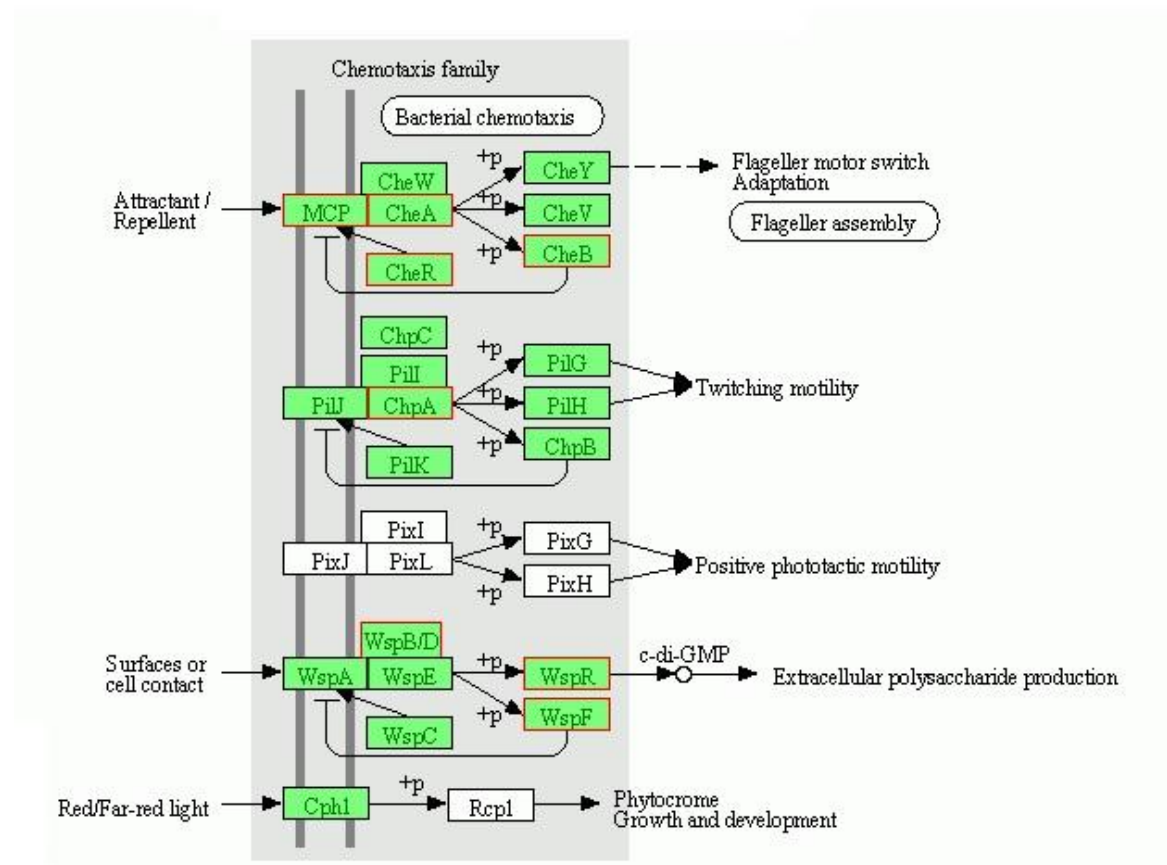 Chemotaxis family
Bacterial chemotaxis
Attractant /
Repellent
MCP
CheW
CheA
CheR
+p
+p
+p
CheY
CheV
CheB
Flageller motor switch
Adaptation
Flageller assembly
ChpC
PilI
PilJ
ChpA
PilK
+p
+p
+p
PilG
PilH
ChpB
Twitching motility
PixI
PixJ
PixL
+p
+p
PixG
PixH
Positive phototactic motility
Surfaces or
cell contact
WspB/D
WspA
WspE
WspC
+p
+p
WspR
WspF
c-di-GMP
Extracellular polysaccharide production
Red/Far-red light
Cph1
+p
Rcp1
Phytocrome
Growth and development